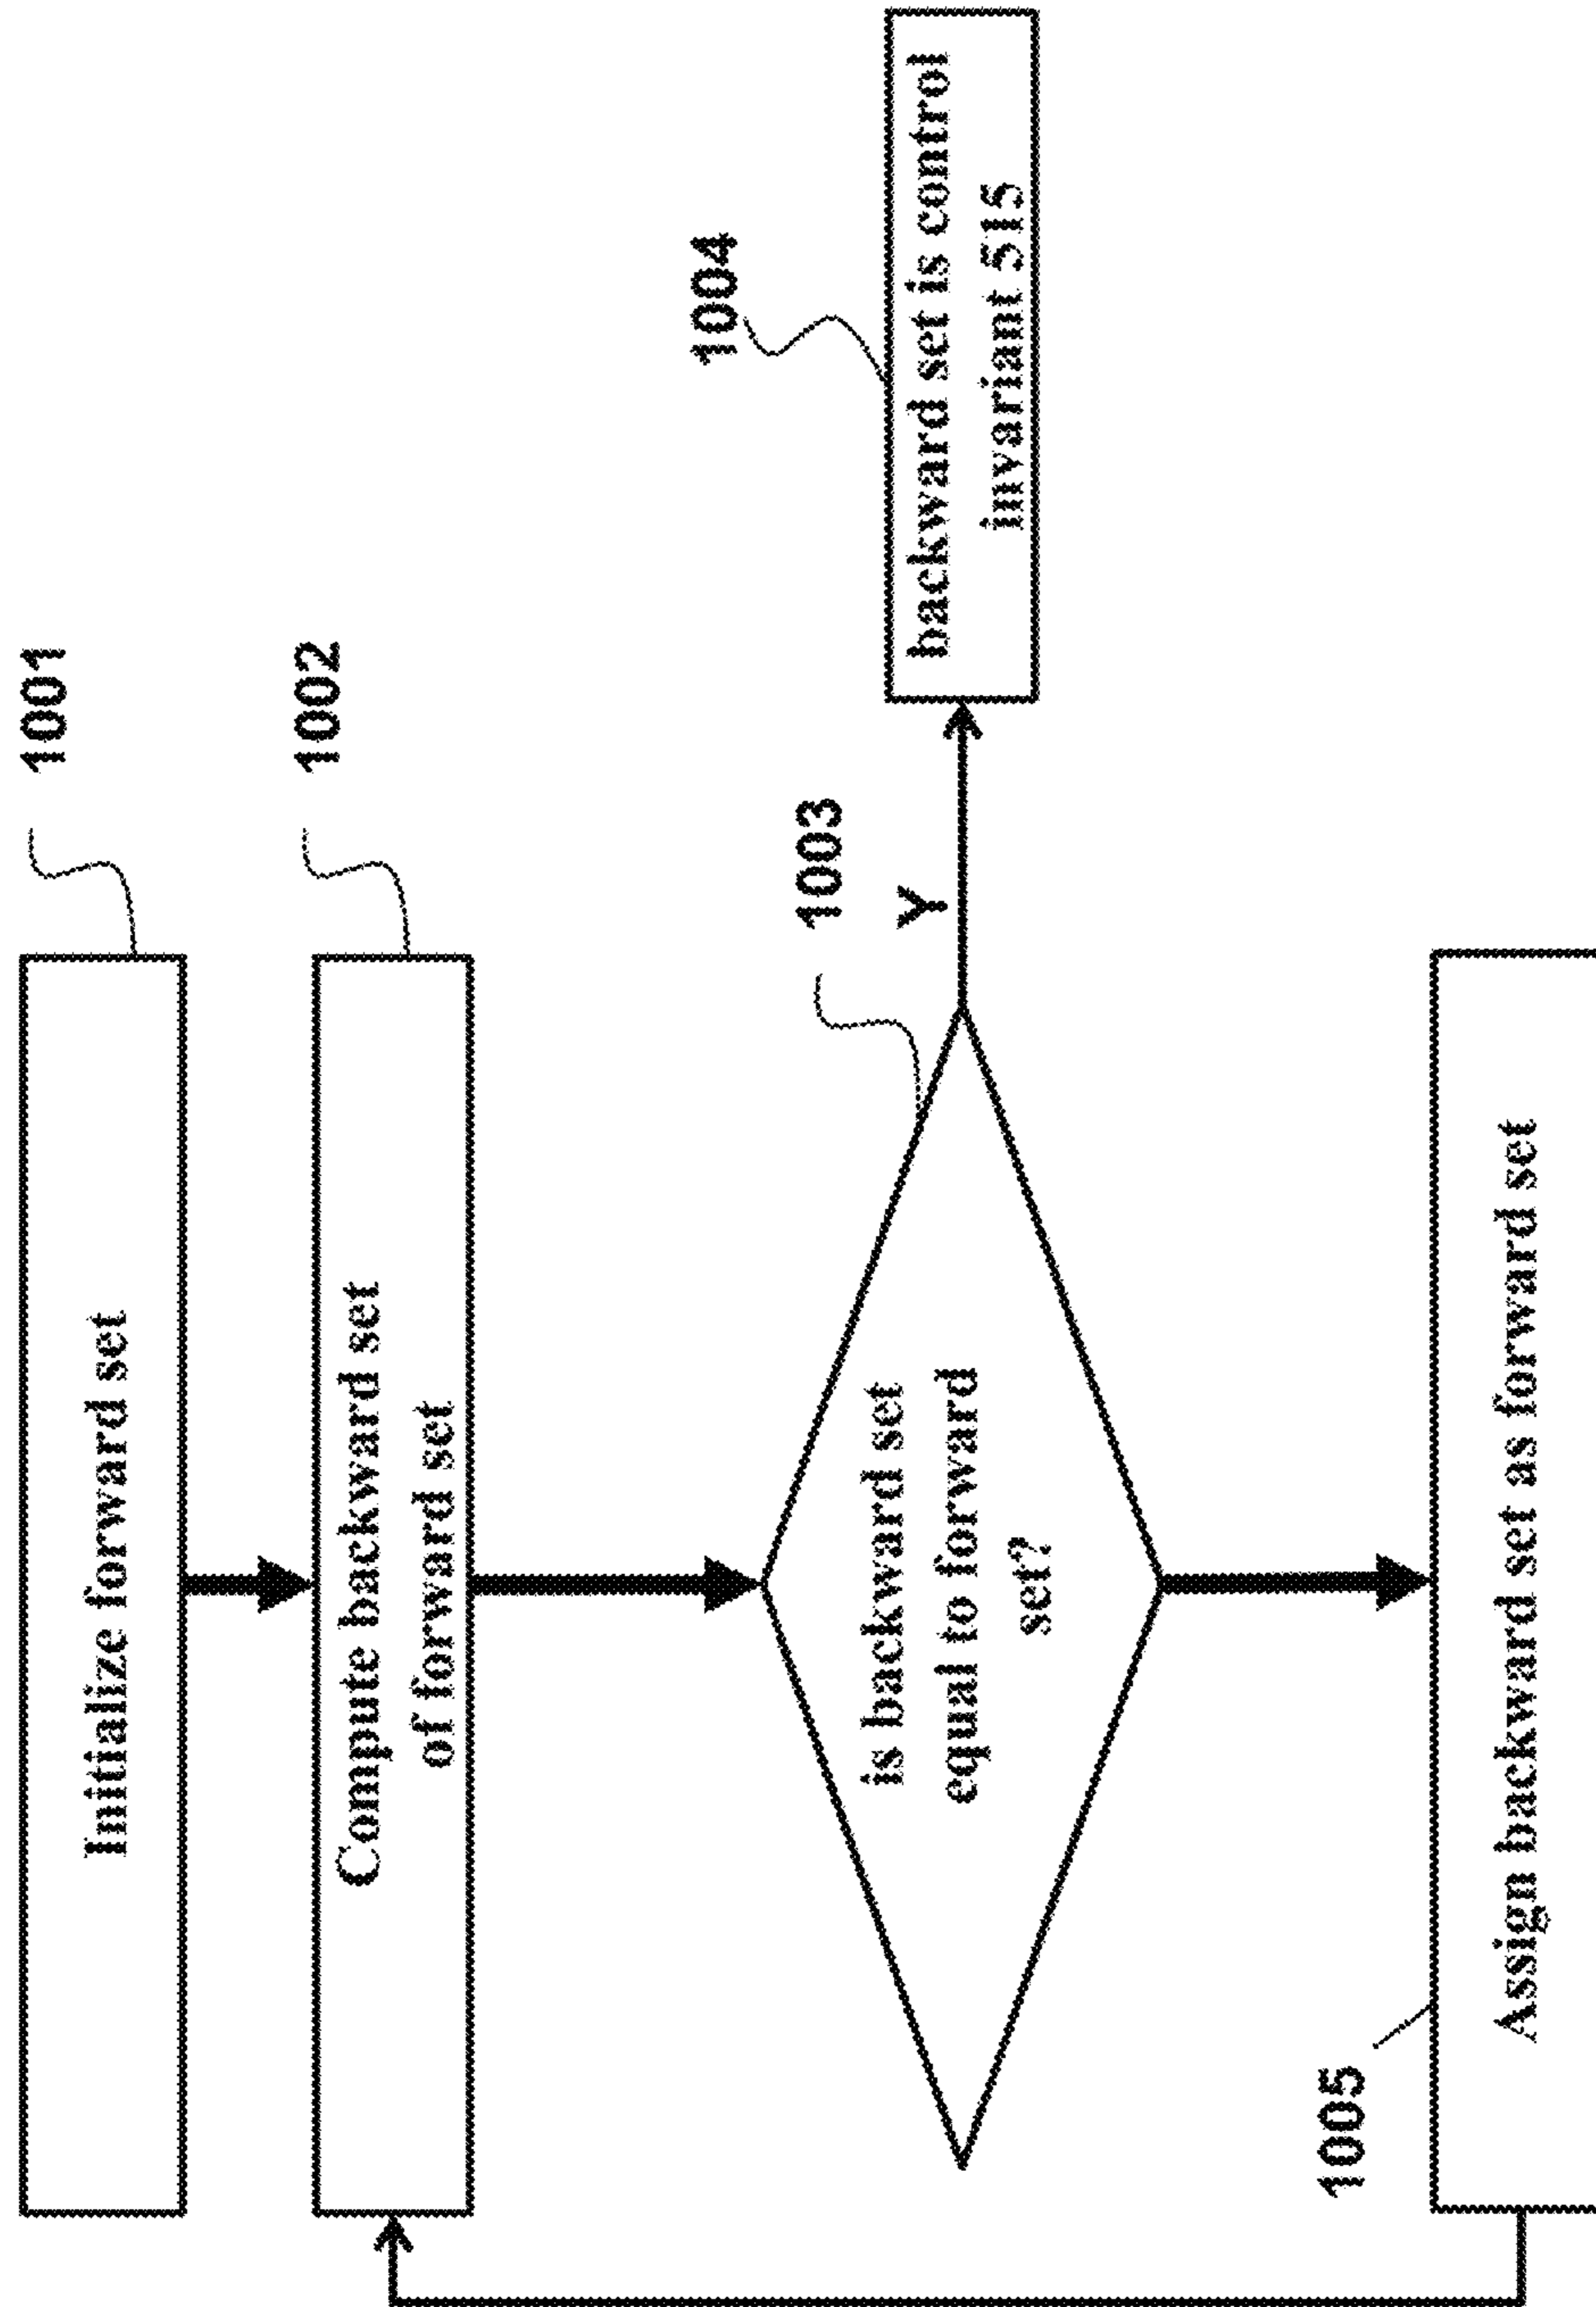 1001
Initialize forward set
1002
Compute backward set
of forward set
1003
is backward set
equal to forward
set?
Y
1004
backward set is control
invariant 515
1005
Assign backward set as forward set